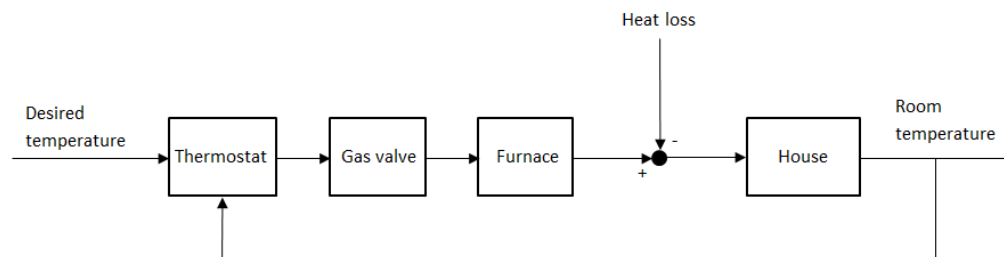 Heat loss
Desired
temperature
Room
temperature
Thermostat
Gas valve
Furnace
-
+
House